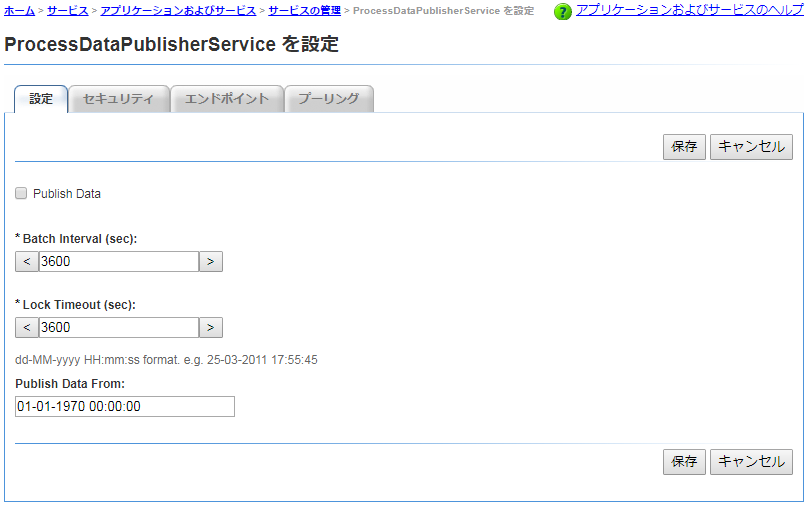 ホーム > サービス > アプリケーションおよびサービス > サービスの管理 > ProcessDataPublisherService を設定
? アプリケーションおよびサービスのヘルプ
ProcessDataPublisherService を設定
設定 セキュリティ エンドポイント プーリング
保存 キャンセル
Publish Data
* Batch Interval (sec):
< 3600 >
* Lock Timeout (sec):
< 3600 >
dd-MM-yyyy HH:mm:ss format. e.g. 25-03-2011 17:55:45
Publish Data From:
01-01-1970 00:00:00
保存 キャンセル